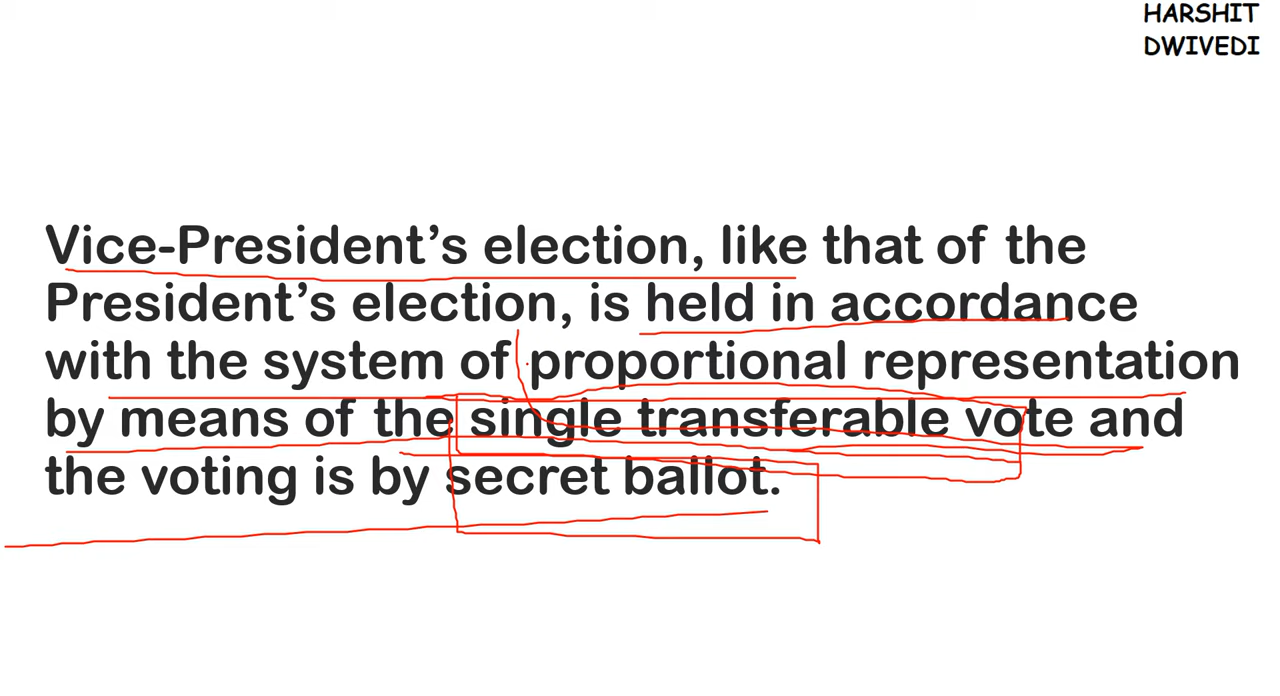 HARSHIT
DWIVEDI
Vice-President’s election, like that of the
President’s election, is held in accordance
with the system of proportional representation
by means of the single transferable vote and
the voting is by secret ballot.